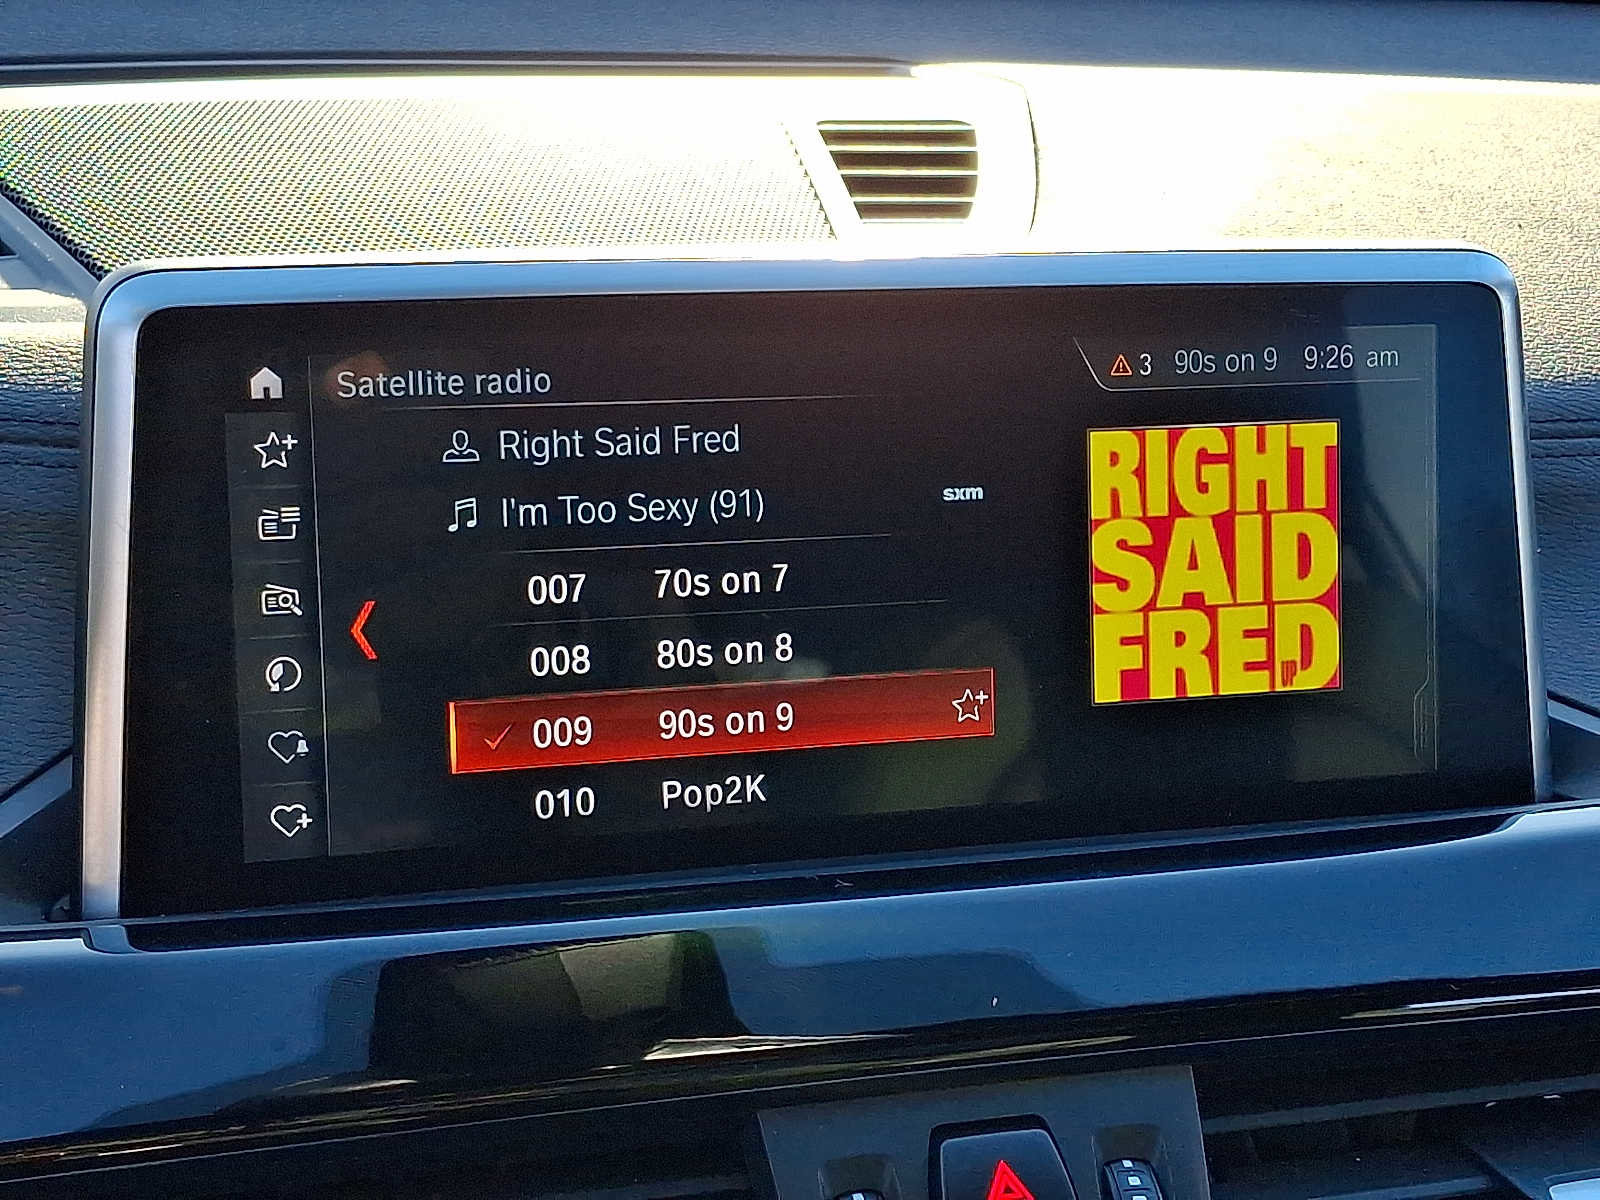 Satellite radio
3 90s on 9 9:26 am
Right Said Fred
I'm Too Sexy (91)
sxm
007 70s on 7
008 80s on 8
009 90s on 9
010 Pop2K
RIGHT
SAID
FRED
UP